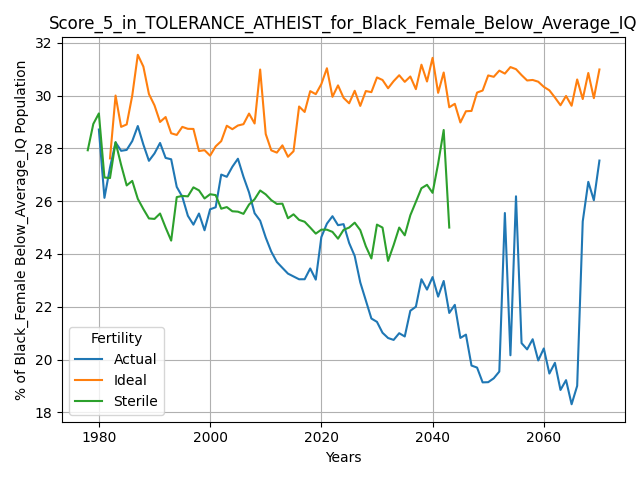 Score_5_in_TOLERANCE_ATHEIST_for_Black_Female_Below_Average_IQ
% of Black_Female Below_Average_IQ Population
32
30
28
26
24
22
20
18
Fertility
Actual
Ideal
Sterile
1980
2000
2020
2040
2060
Years